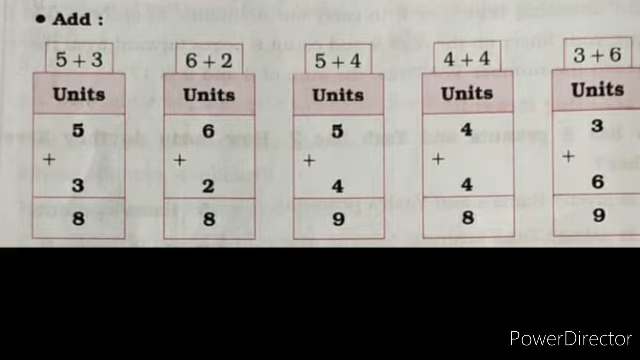 • Add :
5 + 3 6 + 2 5 + 4 4 + 4 3 + 6
Units Units Units Units Units
5 6 5 4 3
+ + + + +
3 2 4 4 6
8 8 9 8 9
PowerDirector